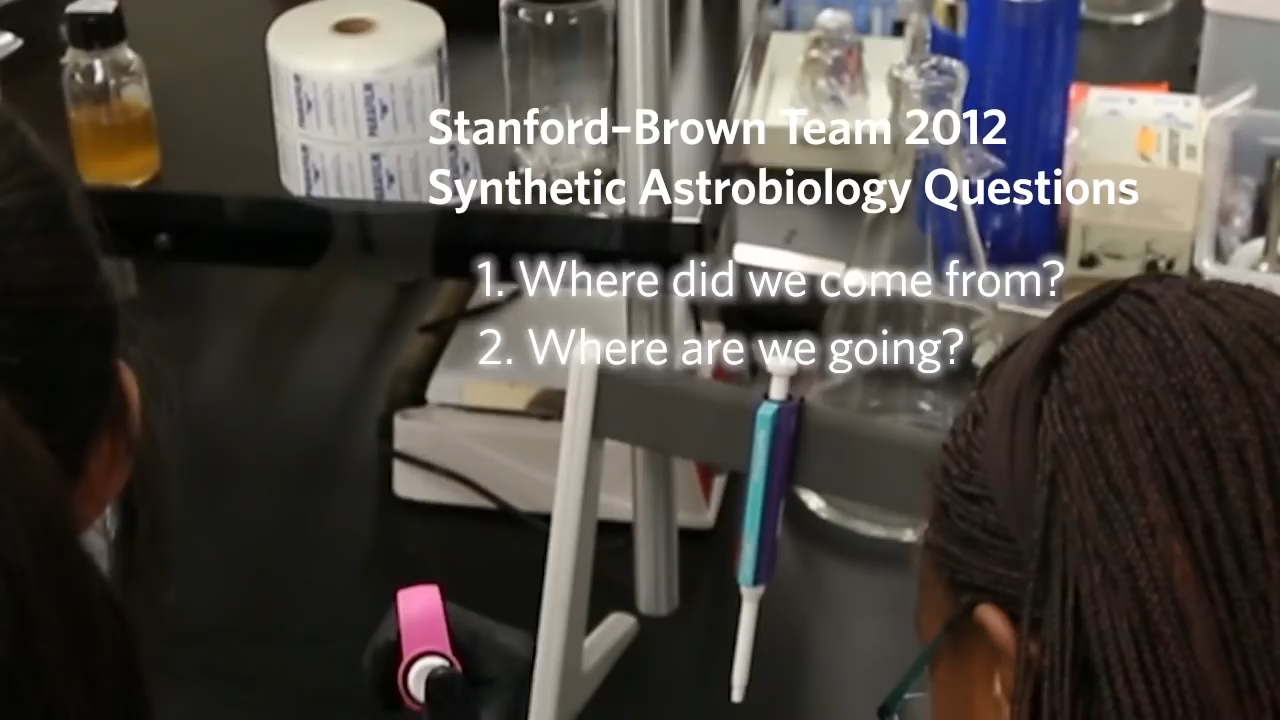 Stanford–Brown Team 2012
Synthetic Astrobiology Questions
1. Where did we come from?
2. Where are we going?